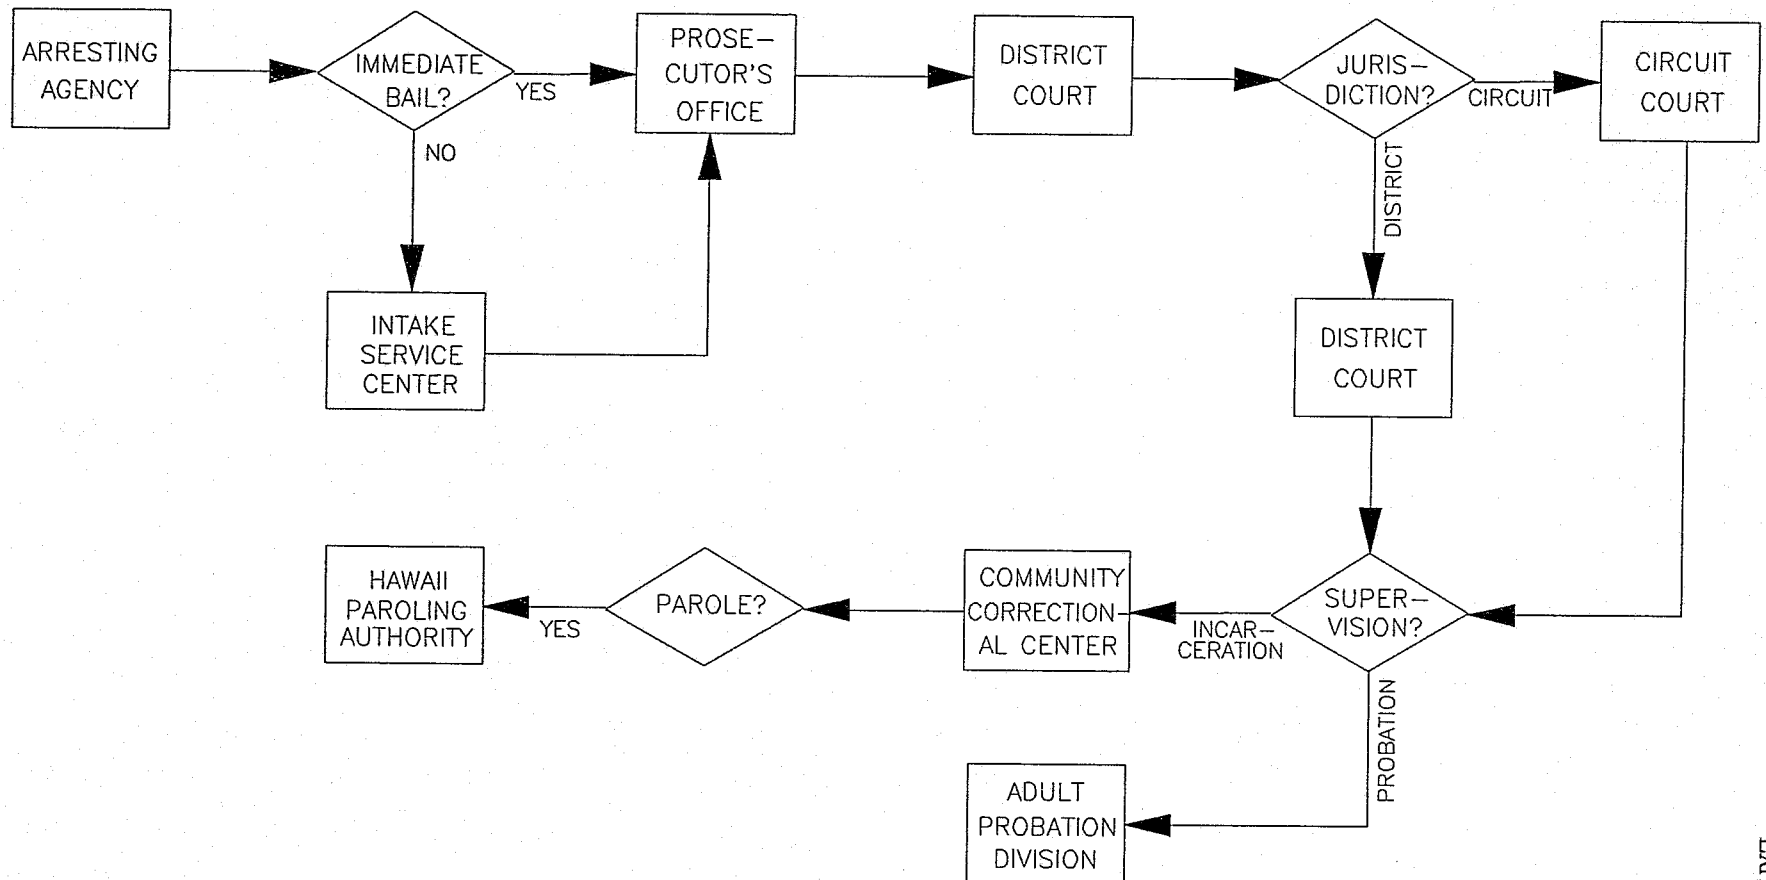 ARRESTING
AGENCY
IMMEDIATE
BAIL?
YES
NO
PROSE-
CUTOR'S
OFFICE
DISTRICT
COURT
JURIS-
DICTION?
CIRCUIT
DISTRICT
CIRCUIT
COURT
INTAKE
SERVICE
CENTER
DISTRICT
COURT
HAWAII
PAROLING
AUTHORITY
YES
PAROLE?
COMMUNITY
CORRECTION-
AL CENTER
INCAR-
CERATION
SUPER-
VISION?
PROBATION
ADULT
PROBATION
DIVISION